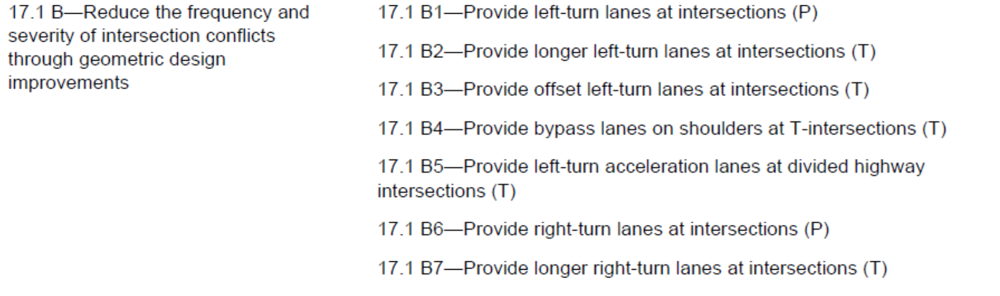 17.1 B—Reduce the frequency and
severity of intersection conflicts
through geometric design
improvements
17.1 B1—Provide left-turn lanes at intersections (P)
17.1 B2—Provide longer left-turn lanes at intersections (T)
17.1 B3—Provide offset left-turn lanes at intersections (T)
17.1 B4—Provide bypass lanes on shoulders at T-intersections (T)
17.1 B5—Provide left-turn acceleration lanes at divided highway
intersections (T)
17.1 B6—Provide right-turn lanes at intersections (P)
17.1 B7—Provide longer right-turn lanes at intersections (T)